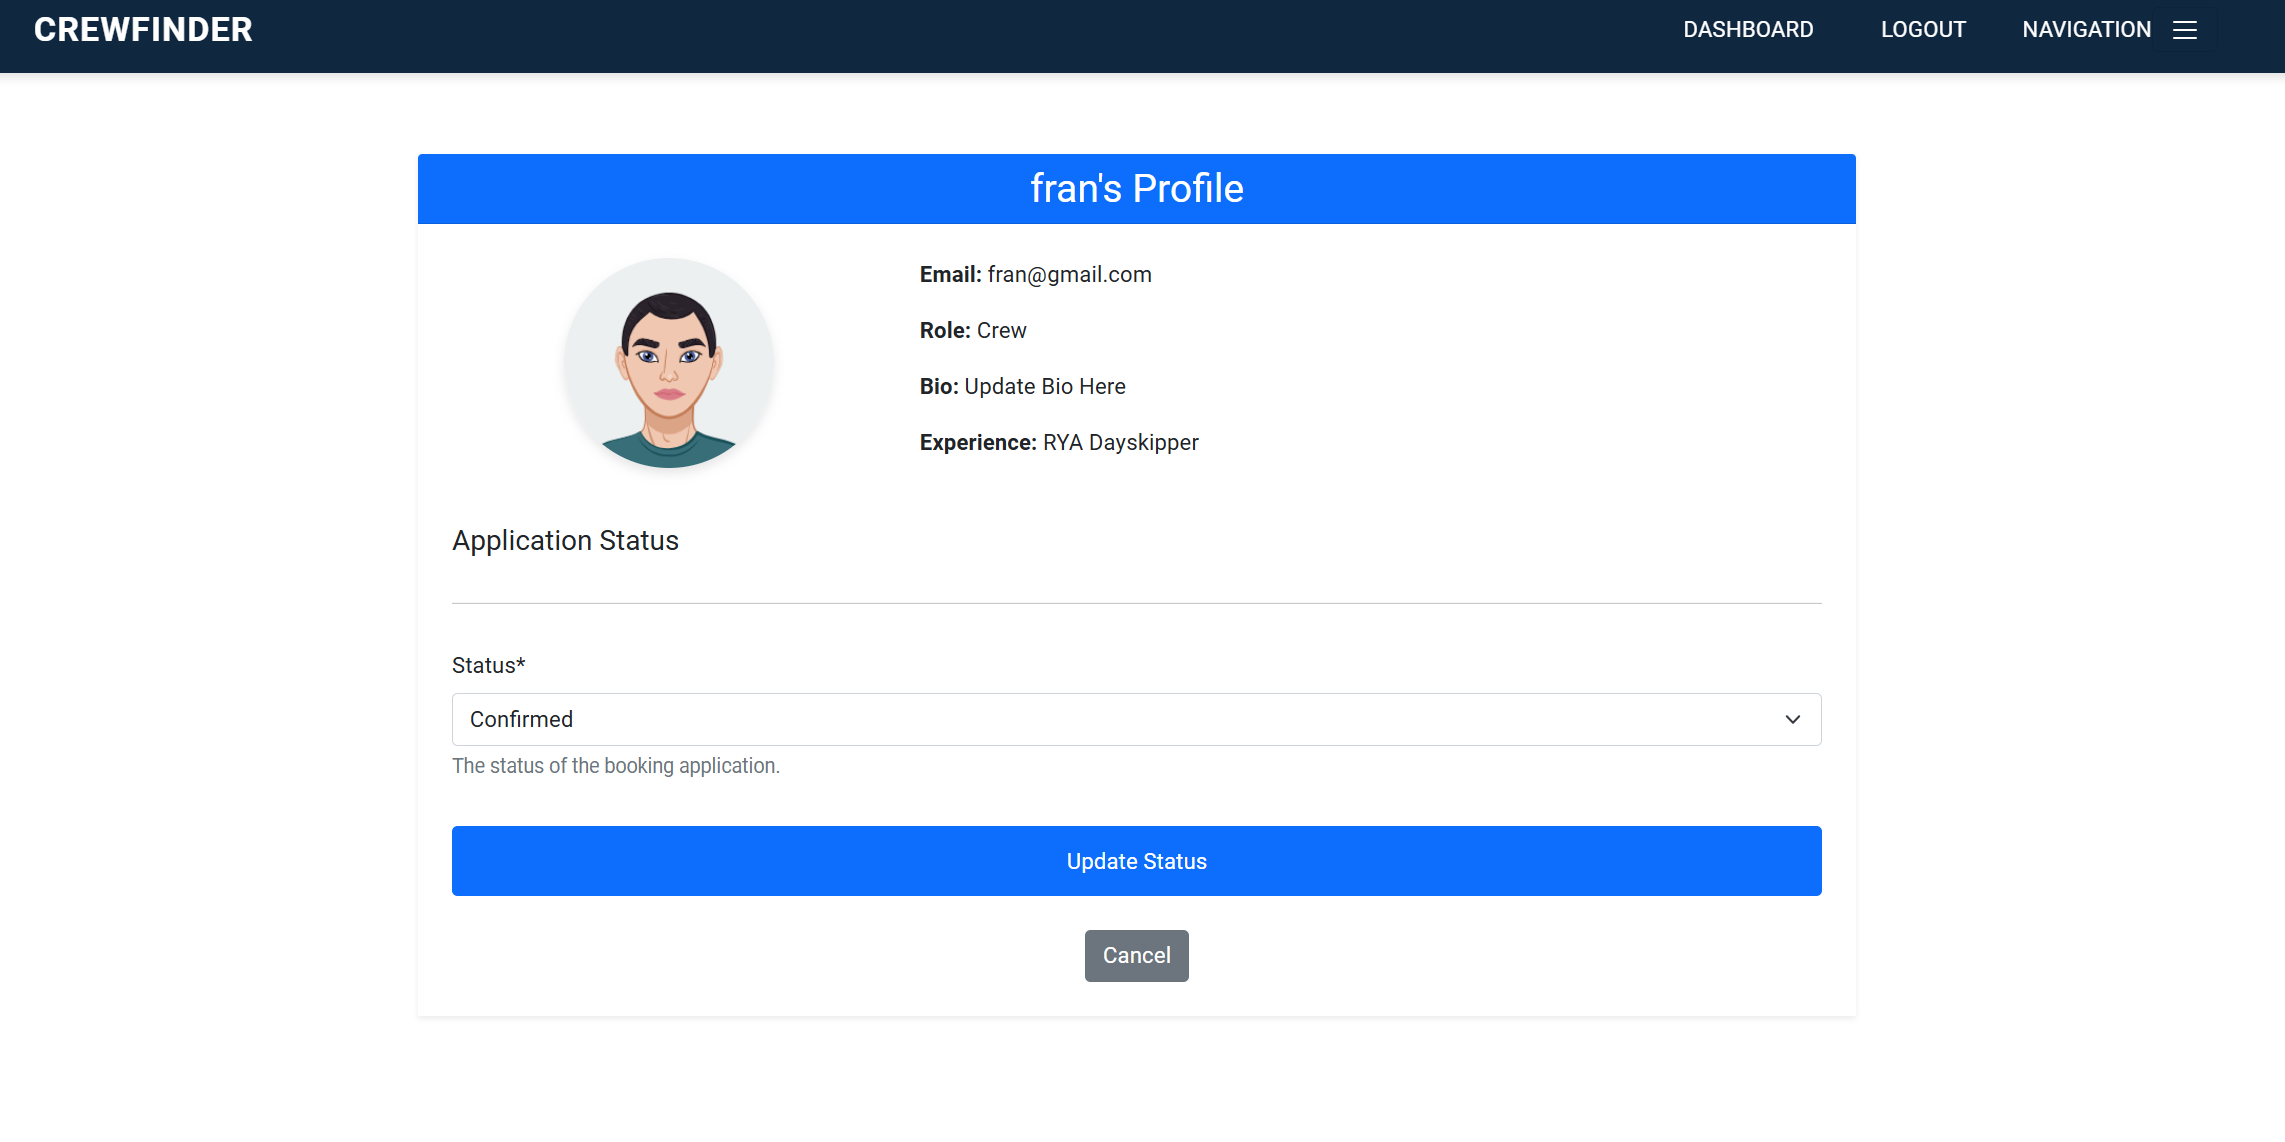 CREWFINDER
DASHBOARD
LOGOUT
NAVIGATION
fran's Profile
Email: fran@gmail.com
Role: Crew
Bio: Update Bio Here
Experience: RYA Dayskipper
Application Status
Status*
Confirmed
The status of the booking application.
Update Status
Cancel